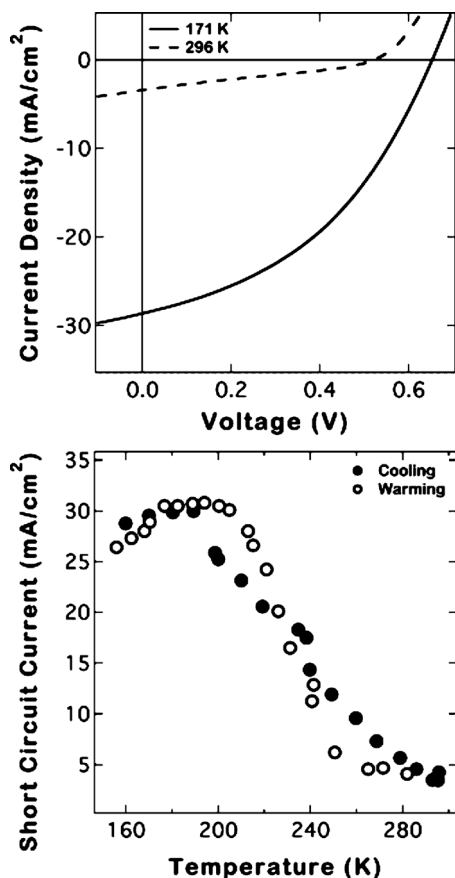 171 K
296 K
0
-10
-20
-30
Current Density (mA/cm²)
0.0 0.2 0.4 0.6
Voltage (V)
35
30
25
20
15
10
5
Short Circuit Current (mA/cm²)
Cooling
Warming
160 200 240 280
Temperature (K)